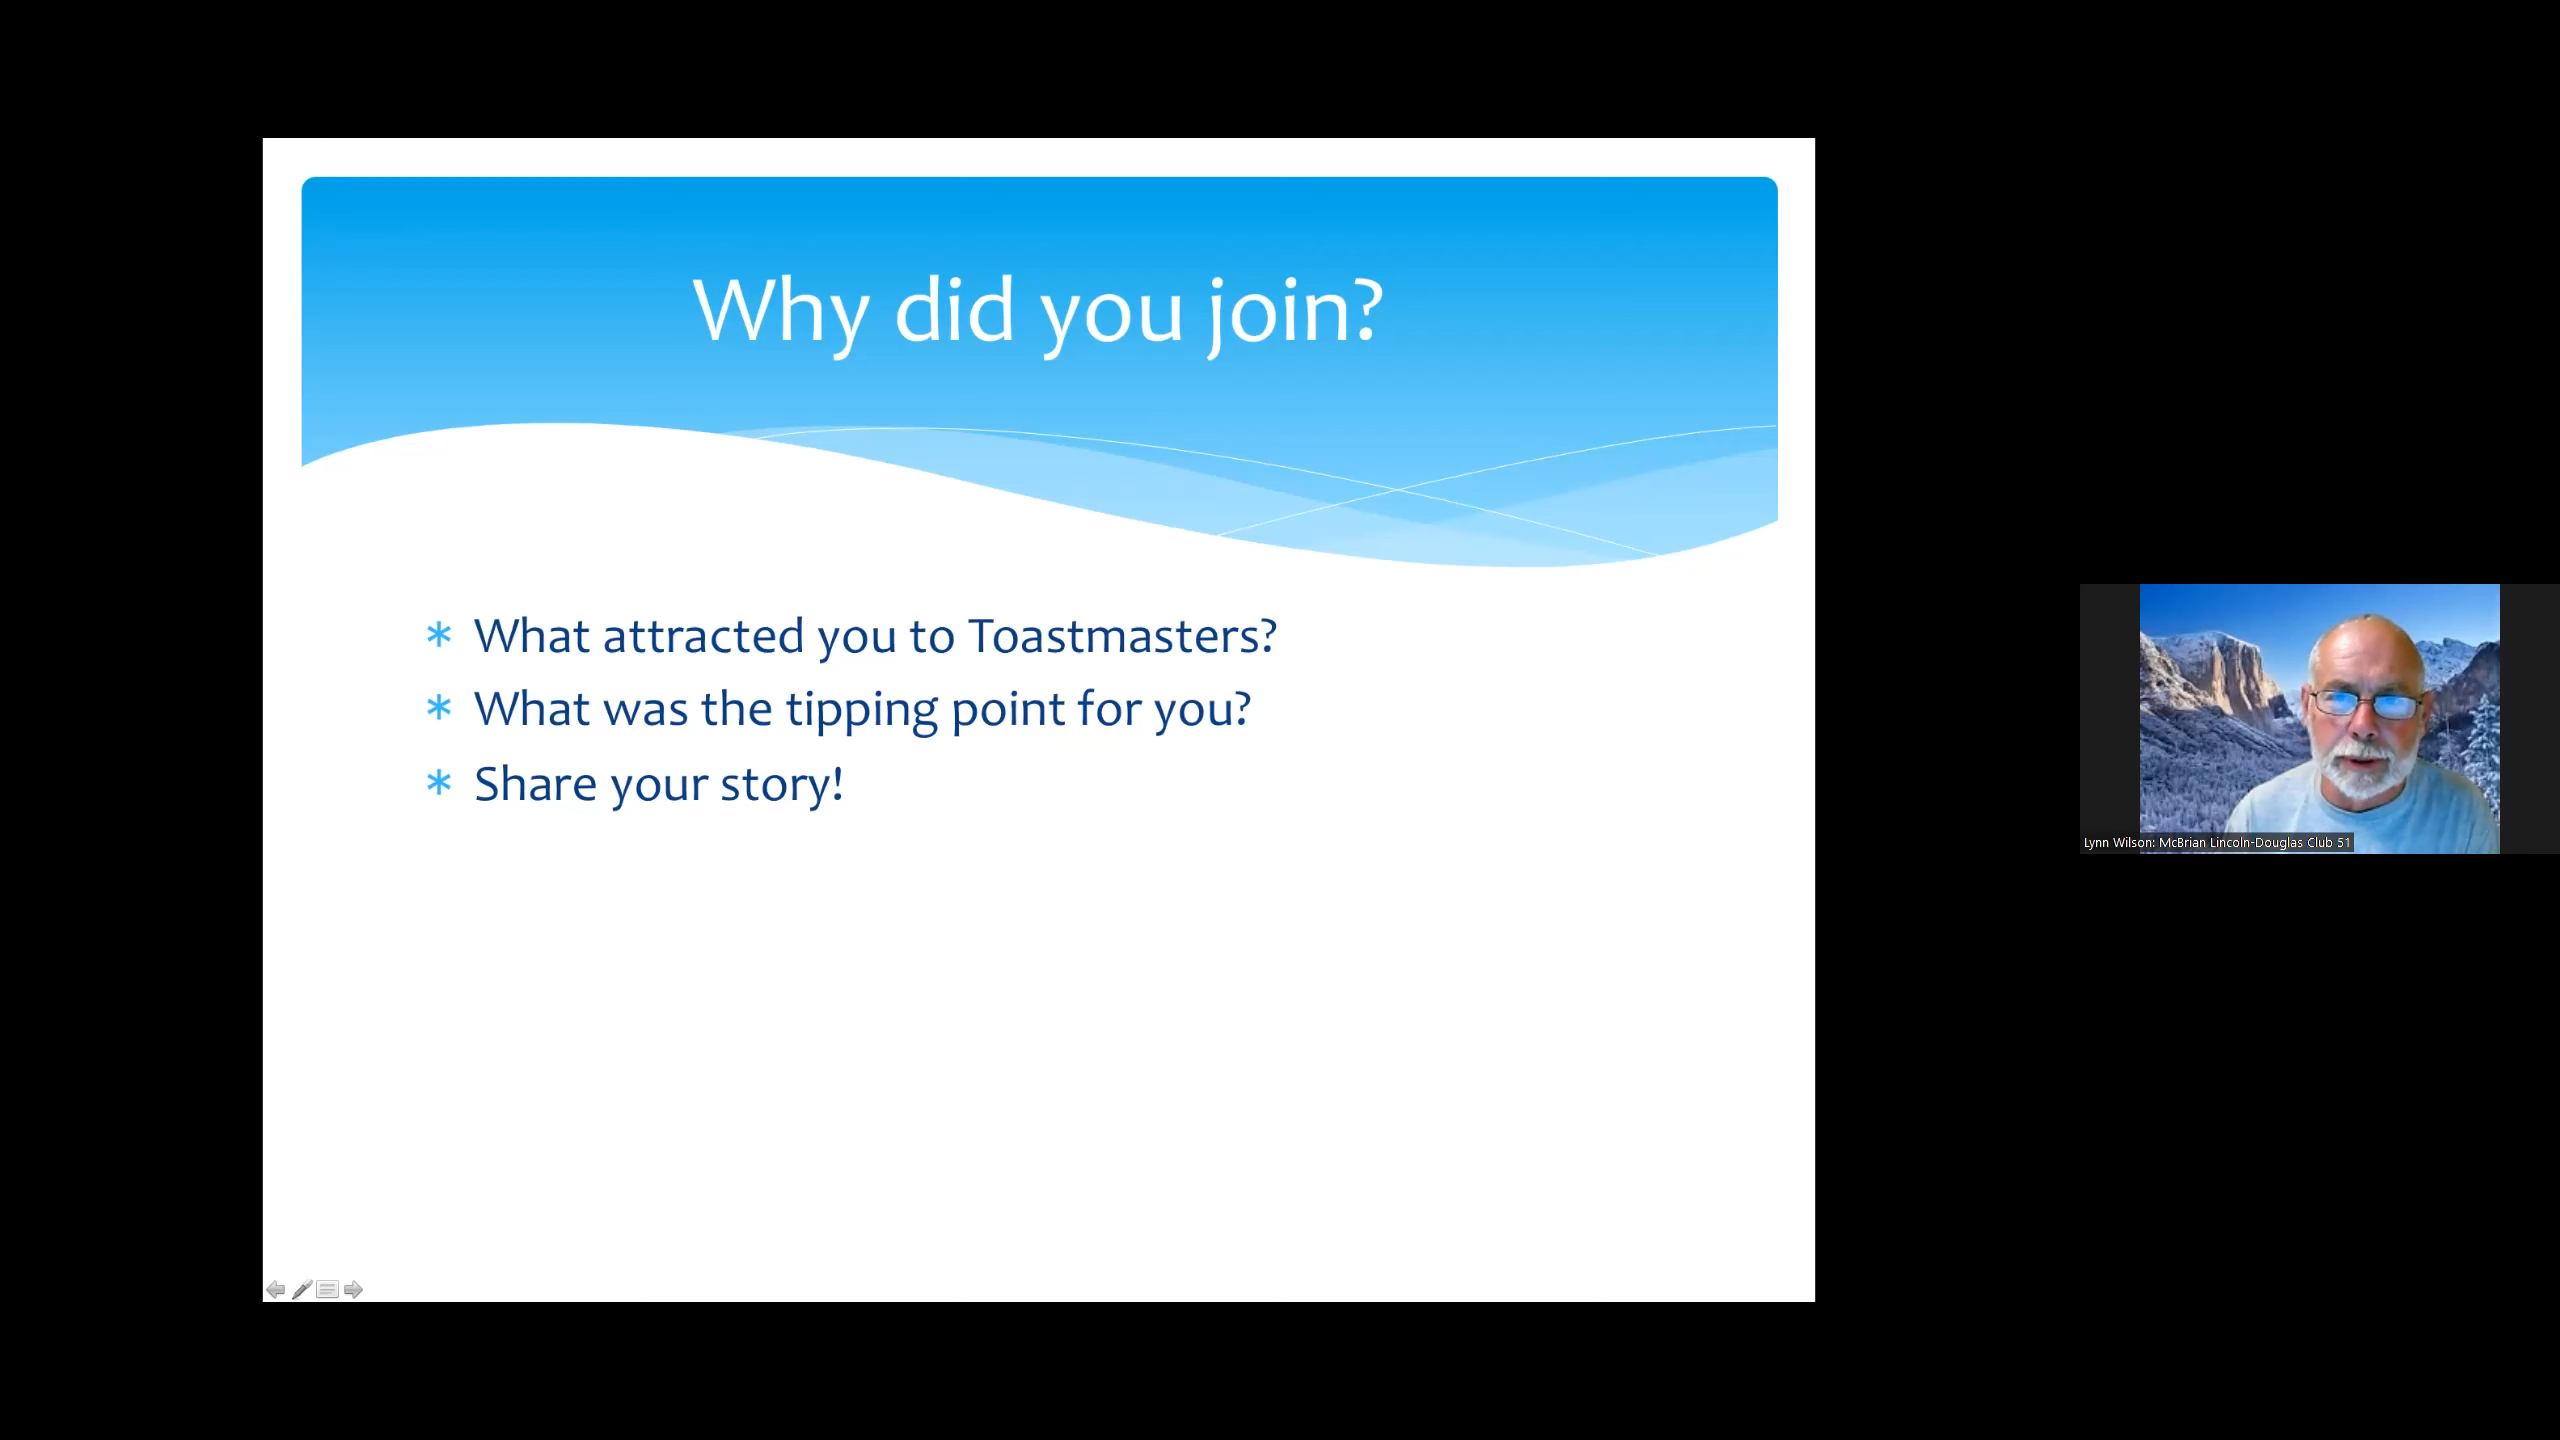 Why did you join?
* What attracted you to Toastmasters?
* What was the tipping point for you?
* Share your story!
Lynn Wilson: McBrian Lincoln-Douglas Club 51